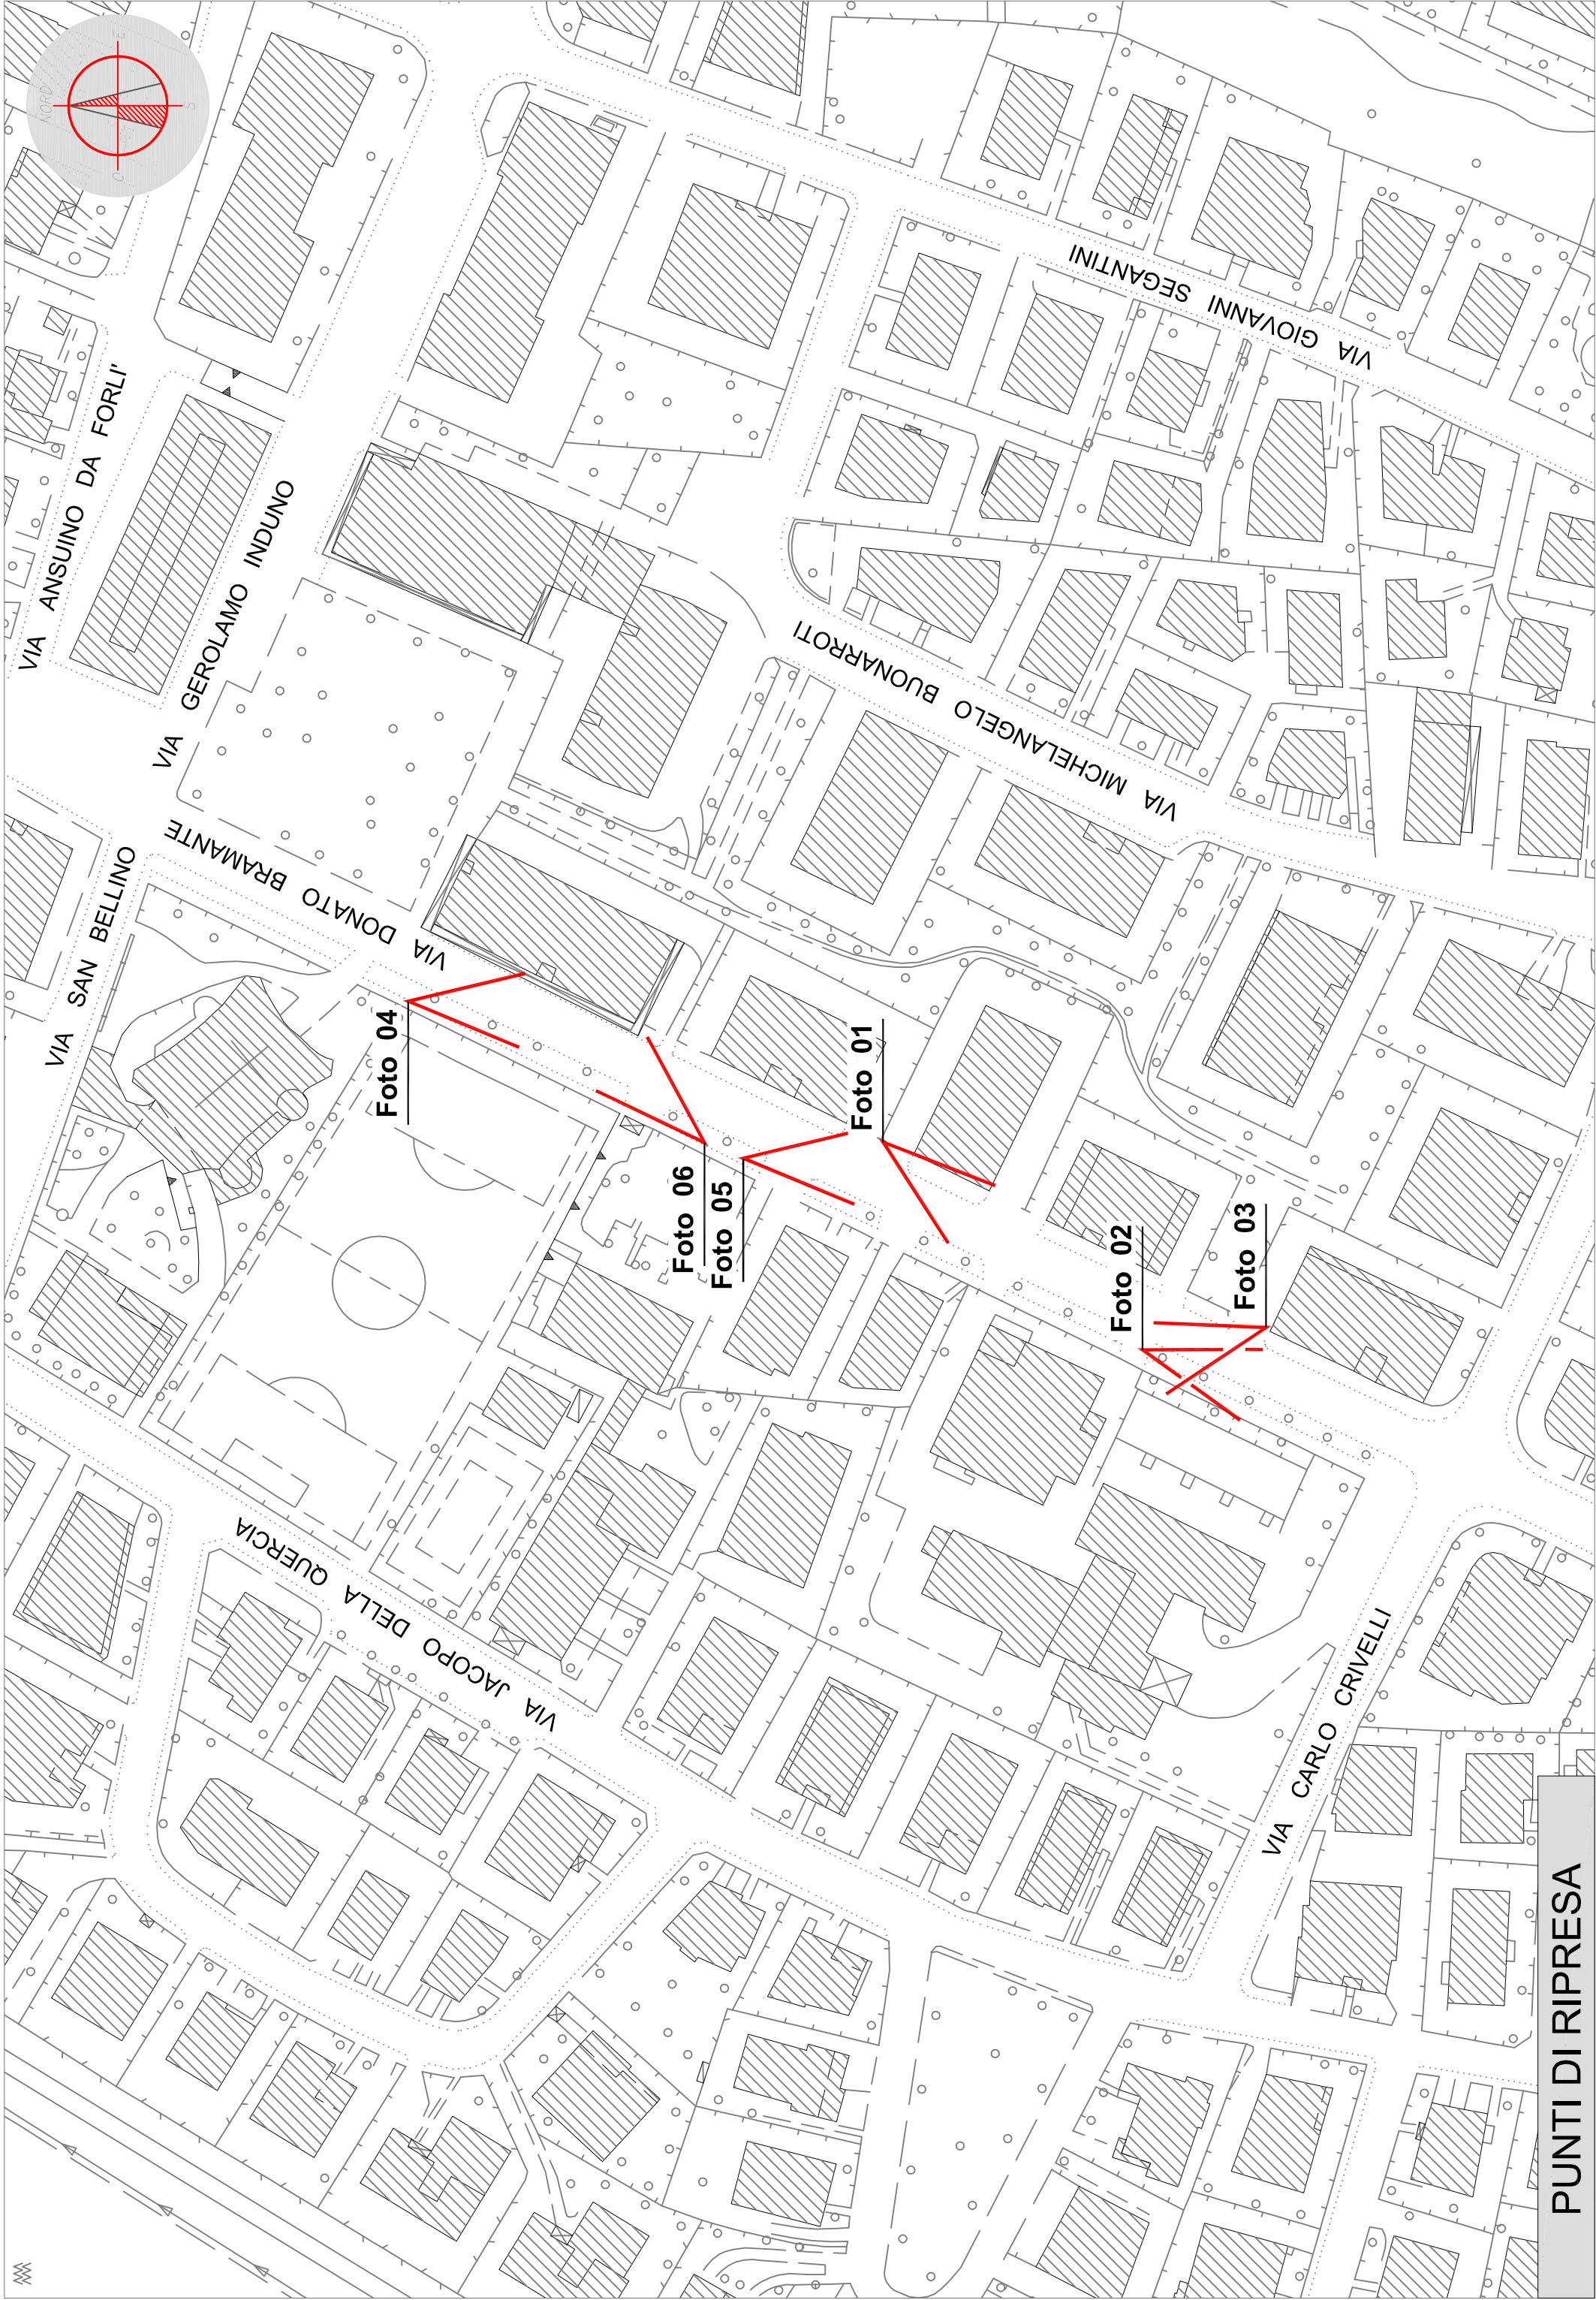 NORD
E
S
VIA ANSUINO DA FORLI'
VIA GEROLAMO INDUNO
VIA SAN BELLINO
VIA DONATO BRAMANTE
VIA GIOVANNI SEGANTINI
VIA MICHELANGELO BUONARROTI
VIA JACOPO DELLA QUERCIA
VIA CARLO CRIVELLI
Foto 04
Foto 01
Foto 06
Foto 05
Foto 02
Foto 03
PUNTI DI RIPRESA